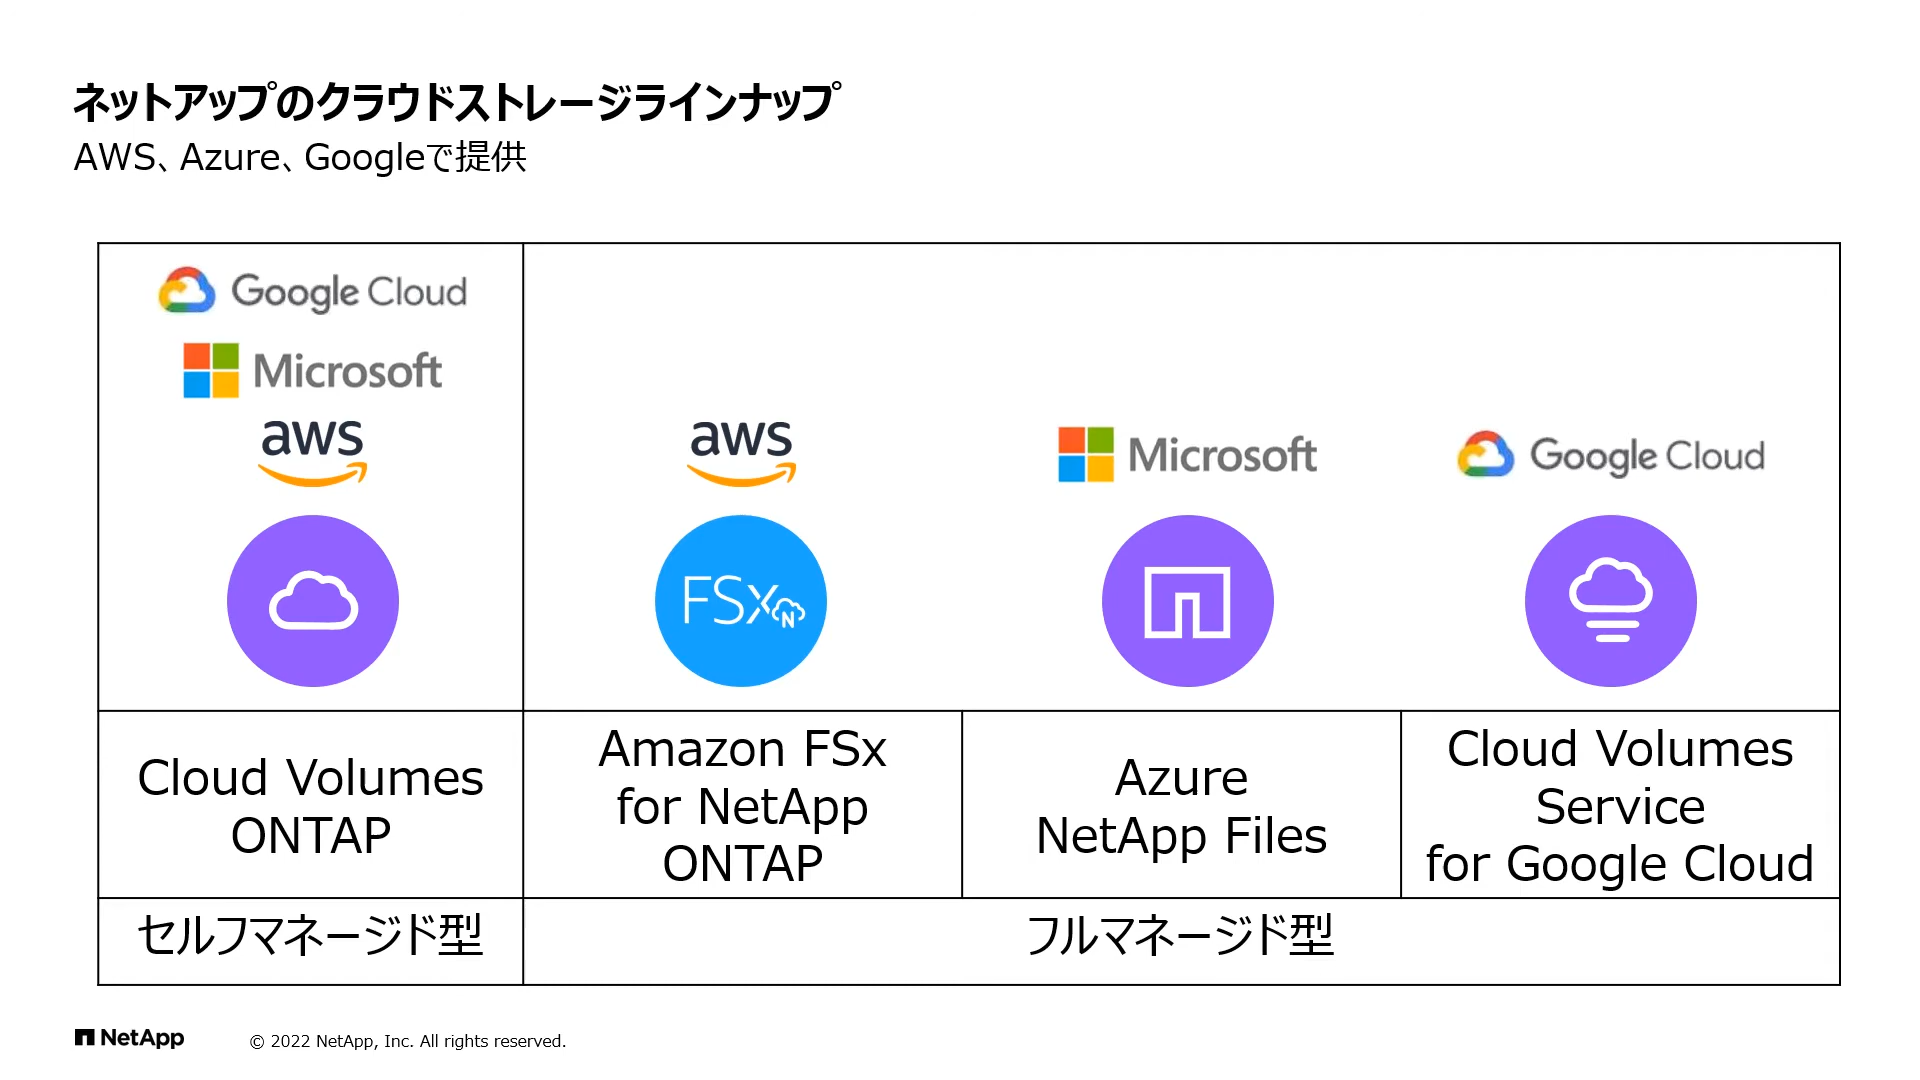 ネットアップのクラウドストレージラインナップ
AWS、Azure、Googleで提供
Google Cloud
Microsoft
aws
aws
Microsoft
Google Cloud
FSx
N
Cloud Volumes
ONTAP
Amazon FSx
for NetApp
ONTAP
Azure
NetApp Files
Cloud Volumes
Service
for Google Cloud
セルフマネージド型
フルマネージド型
NetApp
© 2022 NetApp, Inc. All rights reserved.